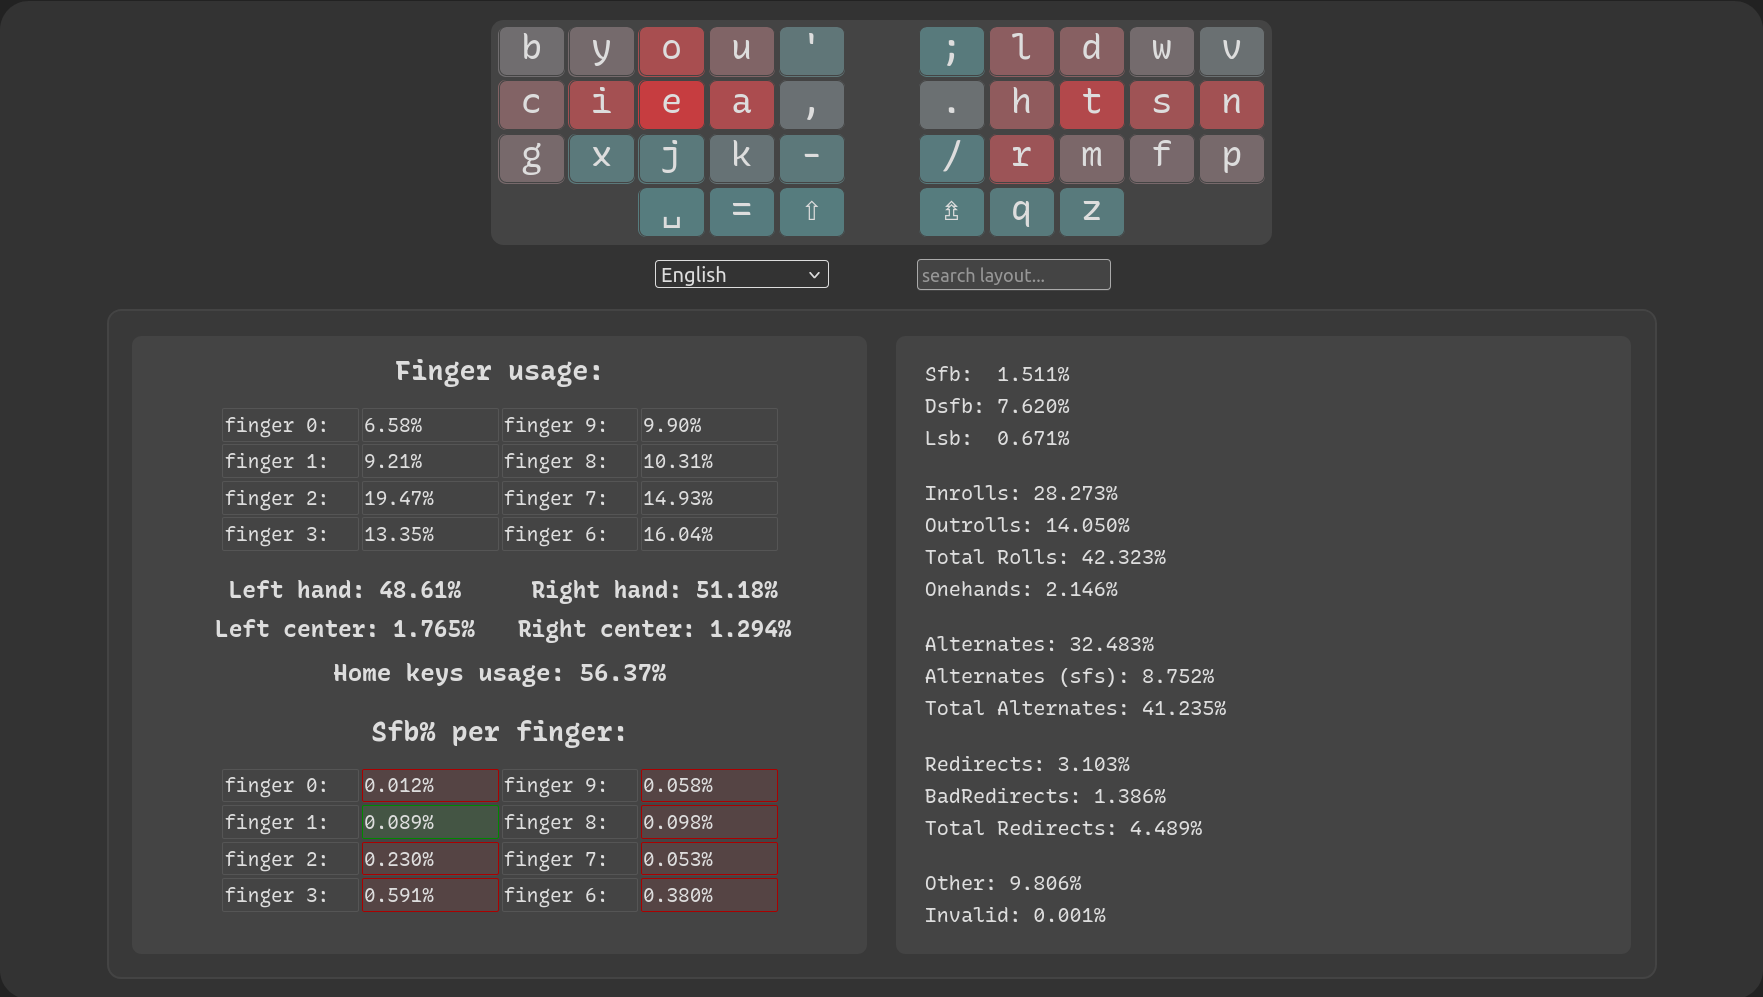 b y o u ' ; l d w v
c i e a , . h t s n
g x j k - / r m f p
␣ = ⇧ ⇯ q z
English search layout...
Finger usage:
finger 0: 6.58% finger 9: 9.90%
finger 1: 9.21% finger 8: 10.31%
finger 2: 19.47% finger 7: 14.93%
finger 3: 13.35% finger 6: 16.04%
Left hand: 48.61% Right hand: 51.18%
Left center: 1.765% Right center: 1.294%
Home keys usage: 56.37%
Sfb% per finger:
finger 0: 0.012% finger 9: 0.058%
finger 1: 0.089% finger 8: 0.098%
finger 2: 0.230% finger 7: 0.053%
finger 3: 0.591% finger 6: 0.380%
Sfb: 1.511%
Dsfb: 7.620%
Lsb: 0.671%
Inrolls: 28.273%
Outrolls: 14.050%
Total Rolls: 42.323%
Onehands: 2.146%
Alternates: 32.483%
Alternates (sfs): 8.752%
Total Alternates: 41.235%
Redirects: 3.103%
BadRedirects: 1.386%
Total Redirects: 4.489%
Other: 9.806%
Invalid: 0.001%